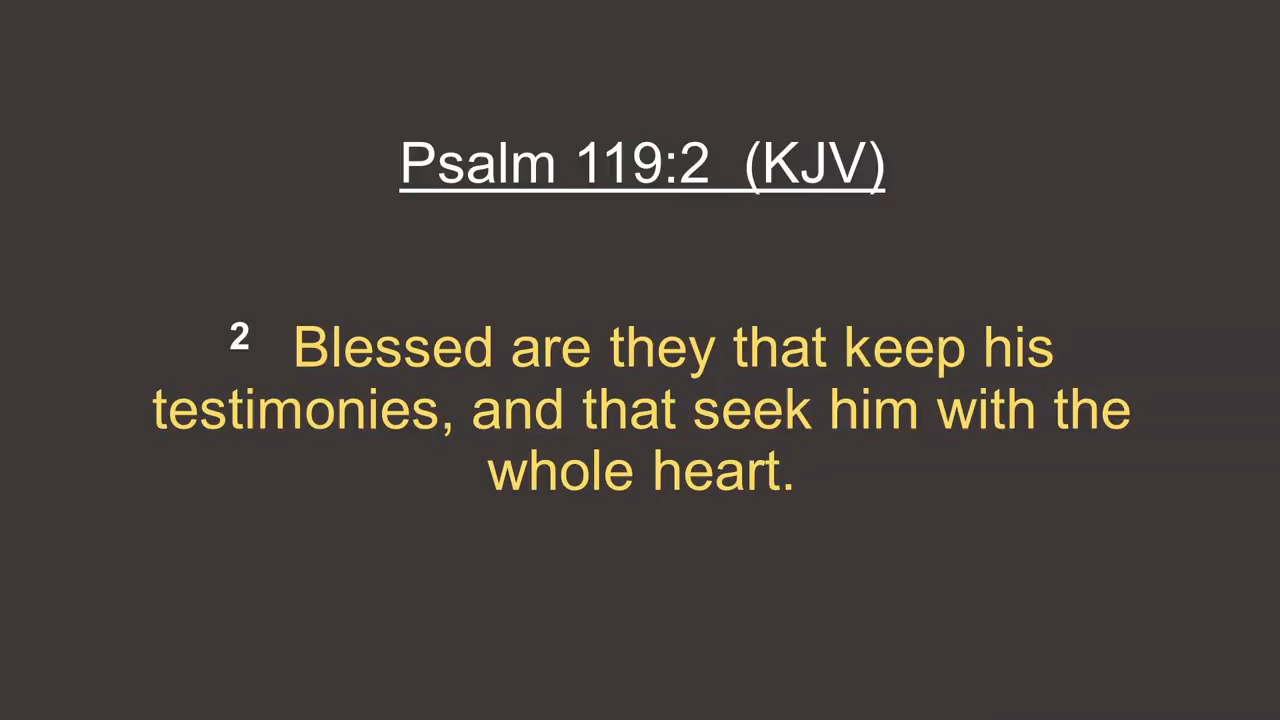 Psalm 119:2  (KJV)
2 Blessed are they that keep his
testimonies, and that seek him with the
whole heart.